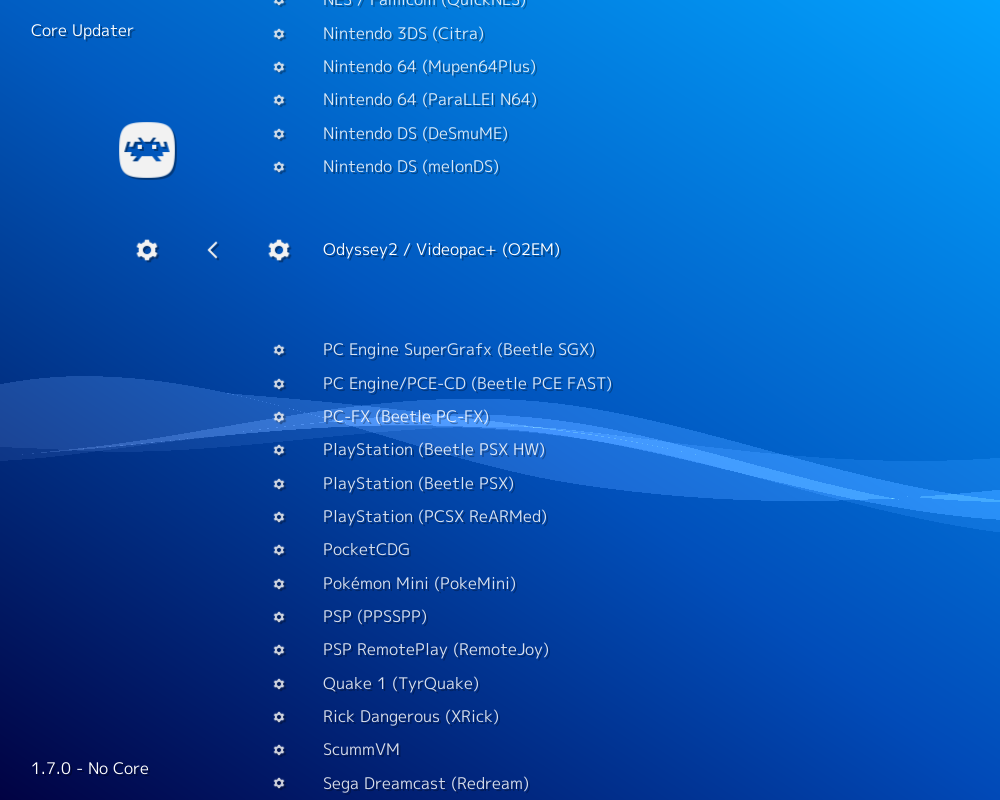 NES / Famicom (QuickNES)
Core Updater
Nintendo 3DS (Citra)
Nintendo 64 (Mupen64Plus)
Nintendo 64 (ParaLLEl N64)
Nintendo DS (DeSmuME)
Nintendo DS (melonDS)
Odyssey2 / Videopac+ (O2EM)
PC Engine SuperGrafx (Beetle SGX)
PC Engine/PCE-CD (Beetle PCE FAST)
PC-FX (Beetle PC-FX)
PlayStation (Beetle PSX HW)
PlayStation (Beetle PSX)
PlayStation (PCSX ReARMed)
PocketCDG
Pokémon Mini (PokeMini)
PSP (PPSSPP)
PSP RemotePlay (RemoteJoy)
Quake 1 (TyrQuake)
Rick Dangerous (XRick)
ScummVM
1.7.0 - No Core
Sega Dreamcast (Redream)